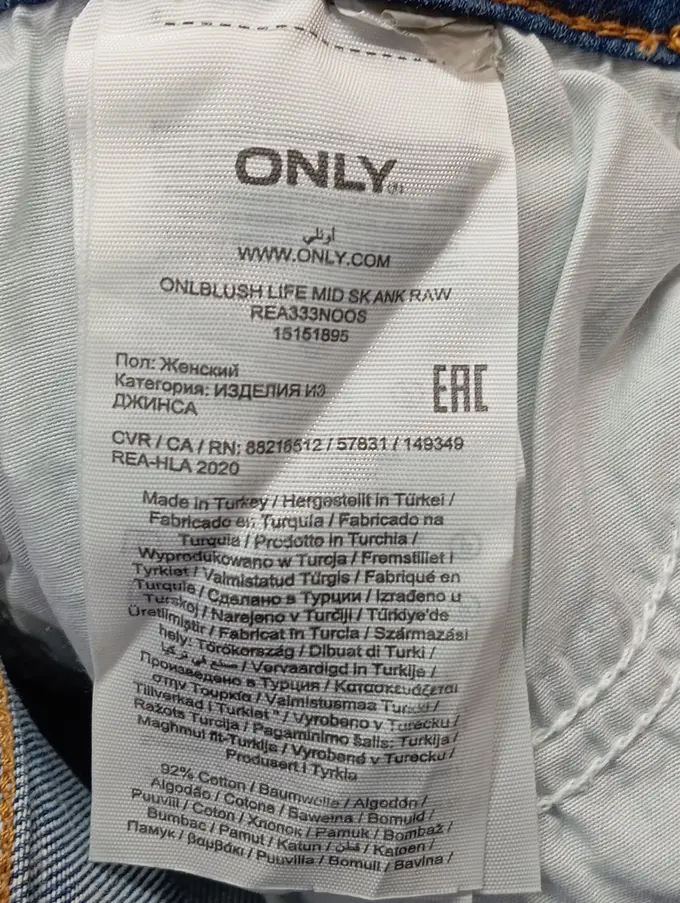 ONLY
أونلي
WWW.ONLY.COM
ONLBLUSH LIFE MID SK ANK RAW
REA333NOOS
15151895
Пол: Женский
Категория: ИЗДЕЛИЯ ИЗ
ДЖИНСА
EAC
CVR / CA / RN: 88216512 / 57831 / 149349
REA-HLA 2020
Made in Turkey / Hergestellt in Türkei /
Fabricado en Turquía / Fabricado na
Turquia / Prodotto in Turchia /
Wyprodukowano w Turcja / Fremstillet i
Tyrkiet / Valmistatud Türgis / Fabriqué en
Turquie / Сделано в Турции / Izrađeno u
Turskoj / Narejeno v Turčiji / Türkiye'de
Üretilmiştir / Fabricat în Turcia / Származási
hely: Törökország / Dibuat di Turki /
صنع في تركيا / Vervaardigd in Turkije /
Произведено в Турция / Κατασκευάζεται
στην Τουρκία / Valmistusmaa Turkki /
Tillverkad i Turkiet " / Vyrobeno v Turecku /
Ražots Turcija / Pagaminimo šalis: Turkija /
Maghmul fit-Turkija / Vyrobené v Turecku /
Produsert i Tyrkia
92% Cotton / Baumwolle / Algodón /
Algodão / Cotone / Bawełna / Bomuld /
Puuvill / Coton / Хлопок / Pamuk / Bombaž /
Bumbac / Pamut / Katun / قطن / Katoen /
Памук / βαμβάκι / Puuvilla / Bomull / Bavlna /